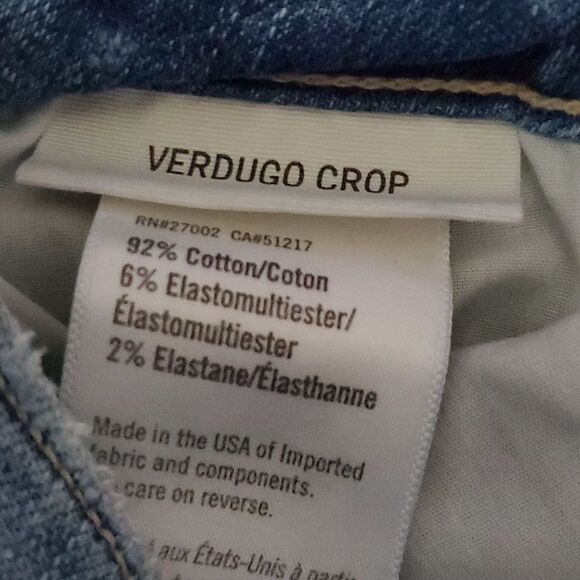 VERDUGO CROP
RN#27002 CA#51217
92% Cotton/Coton
6% Elastomultiester/
Élastomultiester
2% Elastane/Élasthanne
Made in the USA of Imported
fabric and components.
care on reverse.
aux États-Unis à partir